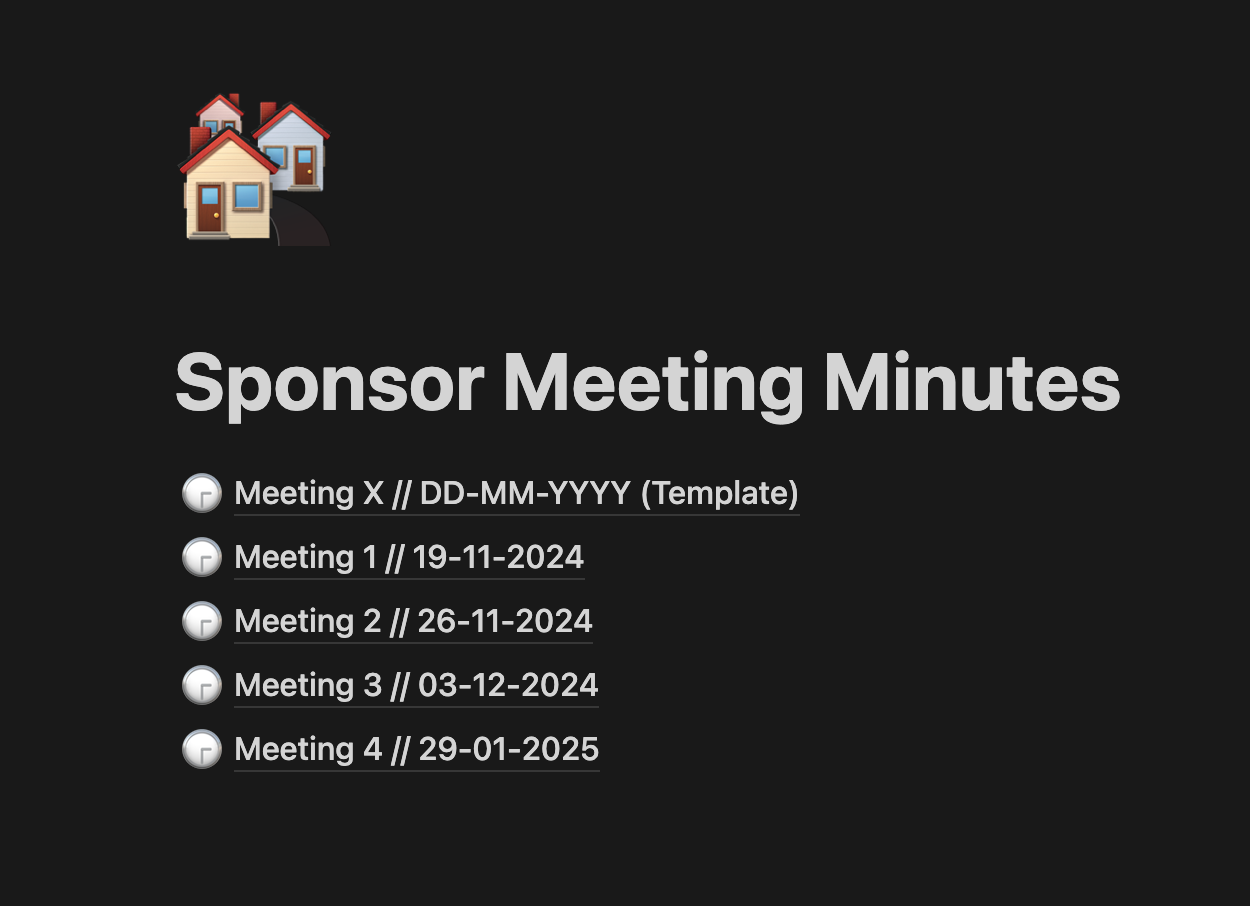 Sponsor Meeting Minutes
Meeting X // DD-MM-YYYY (Template)
Meeting 1 // 19-11-2024
Meeting 2 // 26-11-2024
Meeting 3 // 03-12-2024
Meeting 4 // 29-01-2025